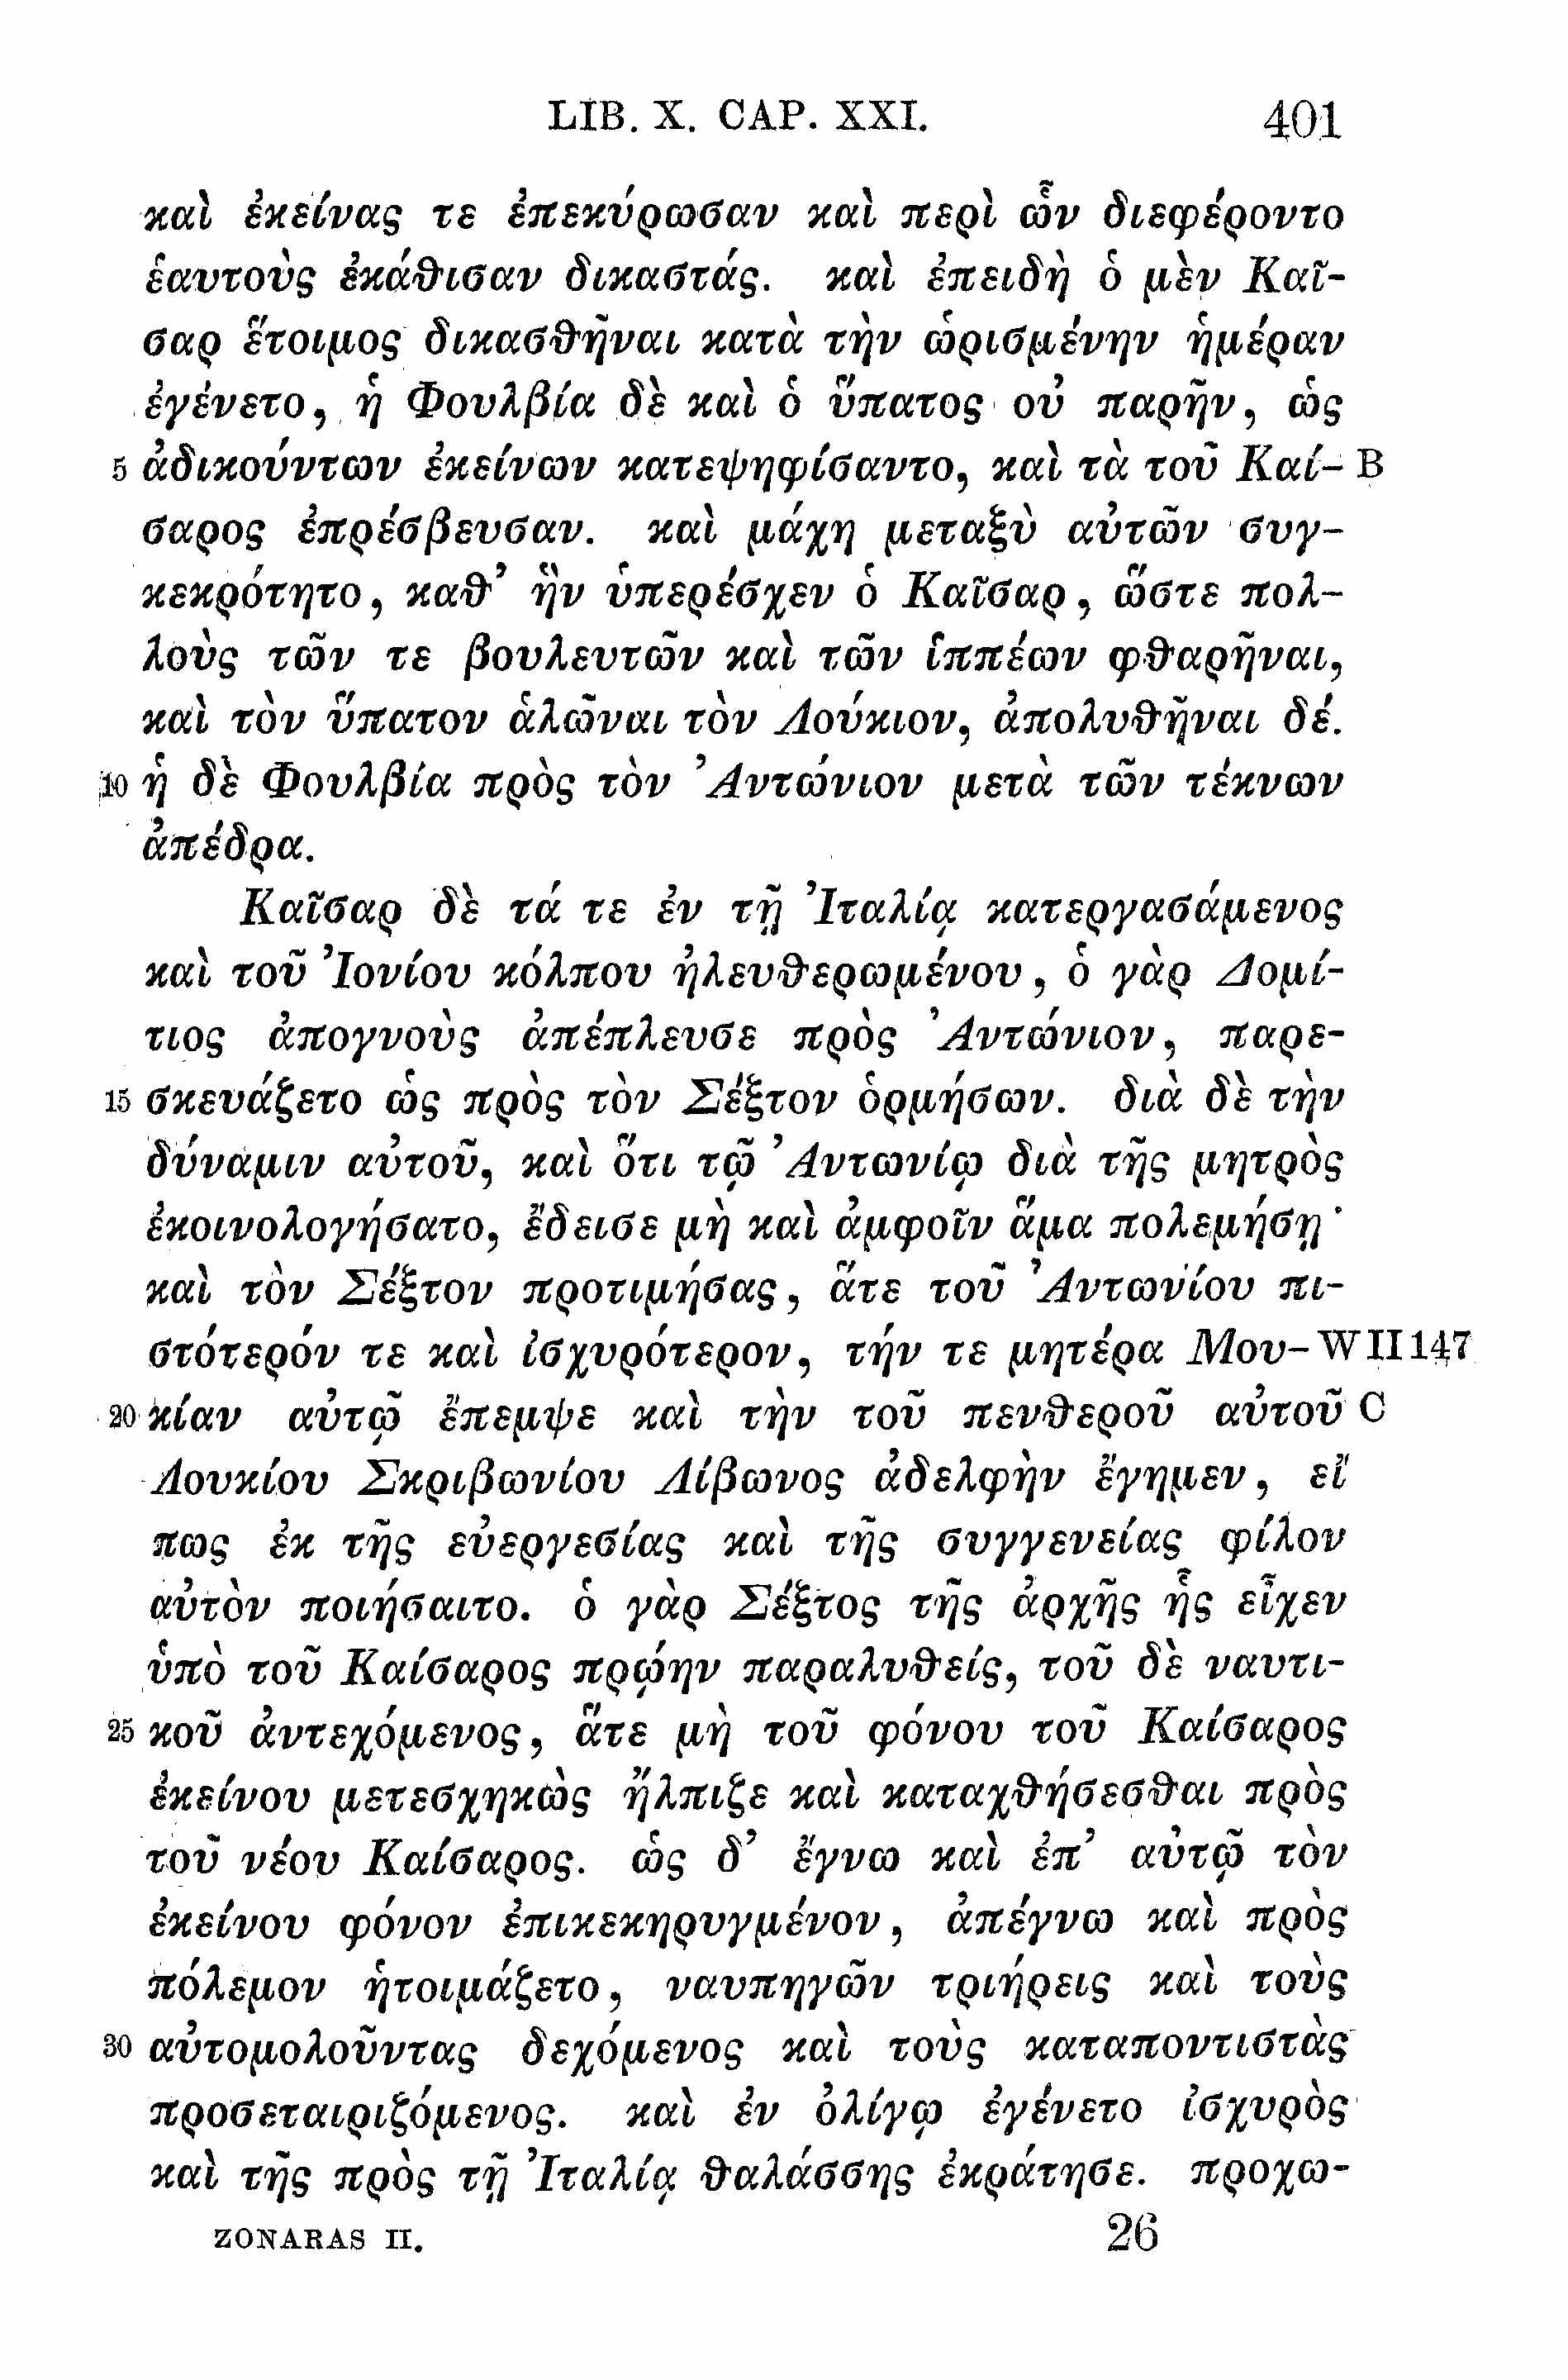 LIB. X. CAP. XXI. 401
καὶ ἐκείνας τε ἐπεκύρωσαν καὶ περὶ ὧν διεφέροντο
ἑαυτοὺς ἐκάθισαν δικαστάς. καὶ ἐπειδὴ ὁ μὲν Καῖ-
σαρ ἕτοιμος δικασθῆναι κατὰ τὴν ὡρισμένην ἡμέραν
ἐγένετο, ἡ Φουλβία δὲ καὶ ὁ ὕπατος οὐ παρῆν, ὡς
5 ἀδικούντων ἐκείνων κατεψηφίσαντο, καὶ τὰ τοῦ Καί- B
σαρος ἐπρέσβευσαν. καὶ μάχη μεταξὺ αὐτῶν συγ-
κεκρότητο, καθ' ἣν ὑπερέσχεν ὁ Καῖσαρ, ὥστε πολ-
λοὺς τῶν τε βουλευτῶν καὶ τῶν ἱππέων φθαρῆναι,
καὶ τὸν ὕπατον ἁλῶναι τὸν Λούκιον, ἀπολυθῆναι δέ.
10 ἡ δὲ Φουλβία πρὸς τὸν Ἀντώνιον μετὰ τῶν τέκνων
ἀπέδρα.
Καῖσαρ δὲ τά τε ἐν τῇ Ἰταλίᾳ κατεργασάμενος
καὶ τοῦ Ἰονίου κόλπου ἠλευθερωμένου, ὁ γὰρ Δομί-
τιος ἀπογνοὺς ἀπέπλευσε πρὸς Ἀντώνιον, παρε-
15 σκευάζετο ὡς πρὸς τὸν Σέξτον ὁρμήσων. διὰ δὲ τὴν
δύναμιν αὐτοῦ, καὶ ὅτι τῷ Ἀντωνίῳ διὰ τῆς μητρὸς
ἐκοινολογήσατο, ἔδεισε μὴ καὶ ἀμφοῖν ἅμα πολεμήσῃ·
καὶ τὸν Σέξτον προτιμήσας, ἅτε τοῦ Ἀντωνίου πι-
στότερόν τε καὶ ἰσχυρότερον, τήν τε μητέρα Μου- W II 147
20 κίαν αὐτῷ ἔπεμψε καὶ τὴν τοῦ πενθεροῦ αὐτοῦ C
Λουκίου Σκριβωνίου Λίβωνος ἀδελφὴν ἔγημεν, εἴ
πως ἐκ τῆς εὐεργεσίας καὶ τῆς συγγενείας φίλον
αὐτὸν ποιήσαιτο. ὁ γὰρ Σέξτος τῆς ἀρχῆς ἧς εἶχεν
ὑπὸ τοῦ Καίσαρος πρῴην παραλυθείς, τοῦ δὲ ναυτι-
25 κοῦ ἀντεχόμενος, ἅτε μὴ τοῦ φόνου τοῦ Καίσαρος
ἐκείνου μετεσχηκὼς ἤλπιζε καὶ καταχθήσεσθαι πρὸς
τοῦ νέου Καίσαρος. ὡς δ' ἔγνω καὶ ἐπ' αὐτῷ τὸν
ἐκείνου φόνον ἐπικεκηρυγμένον, ἀπέγνω καὶ πρὸς
πόλεμον ἡτοιμάζετο, ναυπηγῶν τριήρεις καὶ τοὺς
30 αὐτομολοῦντας δεχόμενος καὶ τοὺς καταποντιστὰς
προσεταιριζόμενος. καὶ ἐν ὀλίγῳ ἐγένετο ἰσχυρὸς
καὶ τῆς πρὸς τῇ Ἰταλίᾳ θαλάσσης ἐκράτησε. προχω-
ZONARAS II. 26